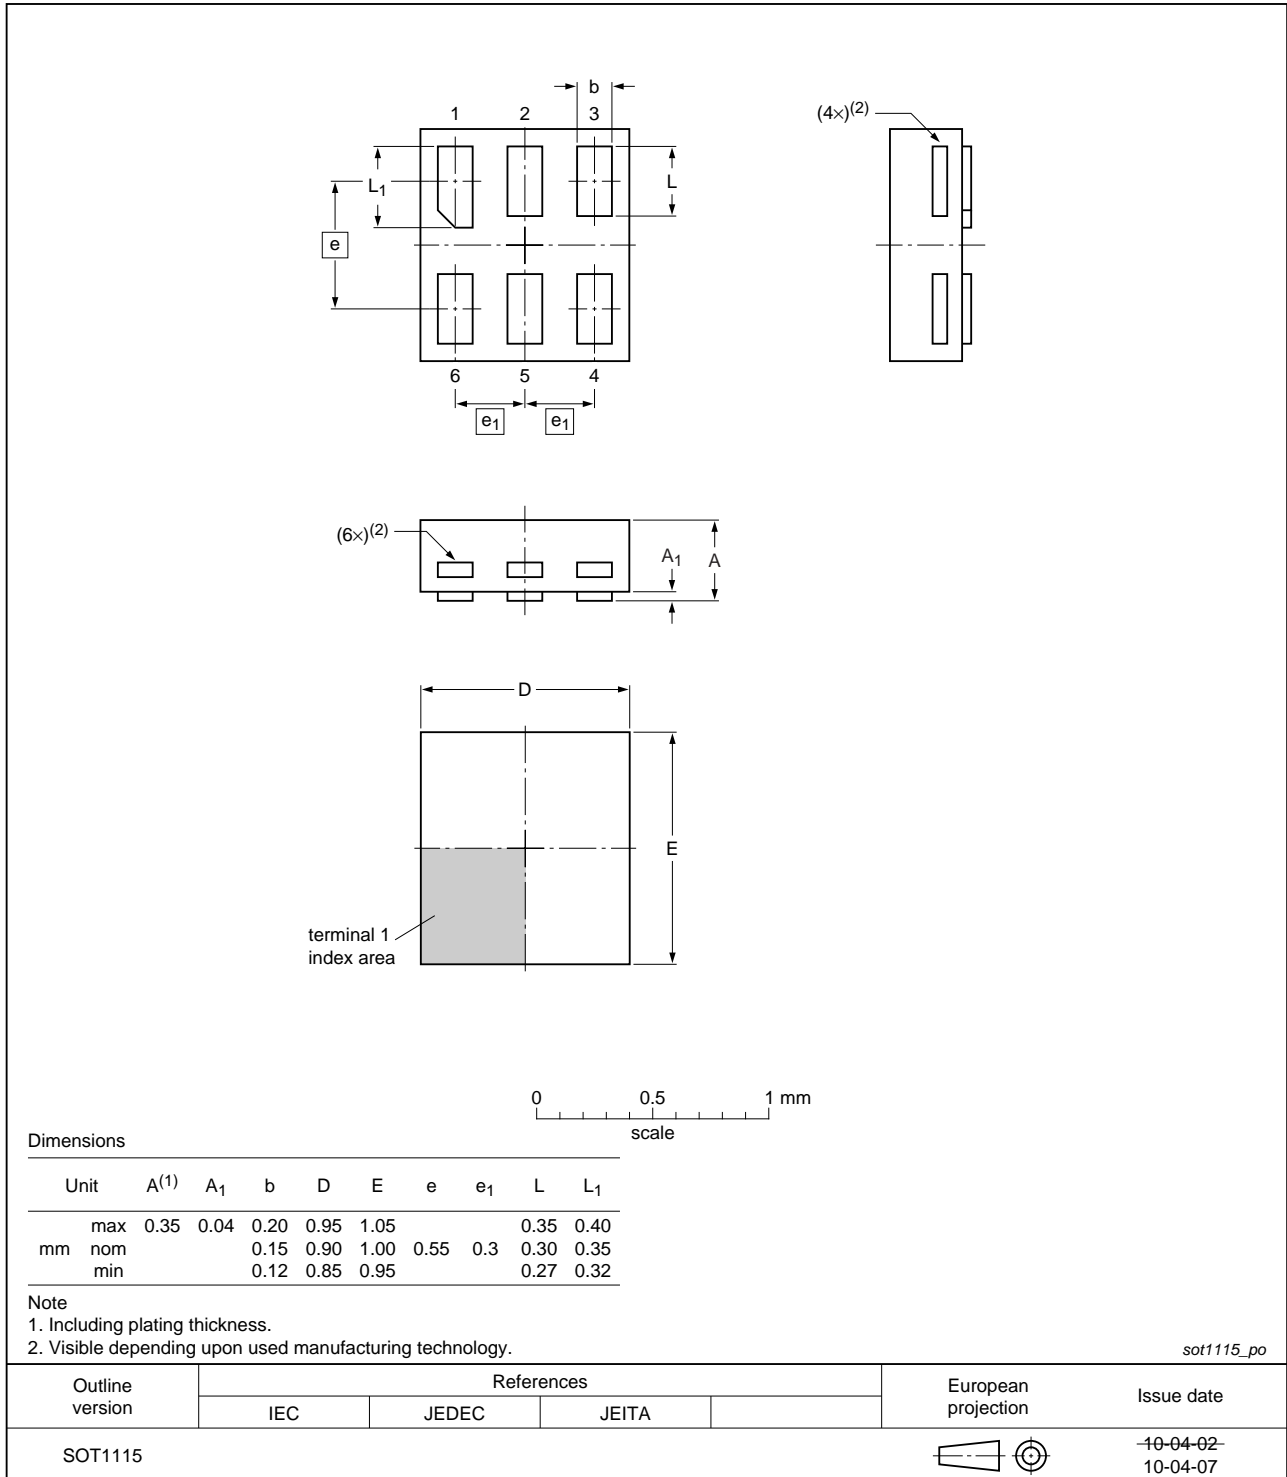 b
1 2 3
(4×)(2)
L1
L
e
6 5 4
e1 e1
(6×)(2)
A1 A
D
E
terminal 1
index area
0 0.5 1 mm
scale
Dimensions
Unit A(1) A1 b D E e e1 L L1
max 0.35 0.04 0.20 0.95 1.05 0.35 0.40
mm nom 0.15 0.90 1.00 0.55 0.3 0.30 0.35
min 0.12 0.85 0.95 0.27 0.32
Note
1. Including plating thickness.
2. Visible depending upon used manufacturing technology.
sot1115_po
Outline
version
References
IEC JEDEC JEITA
European
projection
Issue date
SOT1115
10-04-02
10-04-07